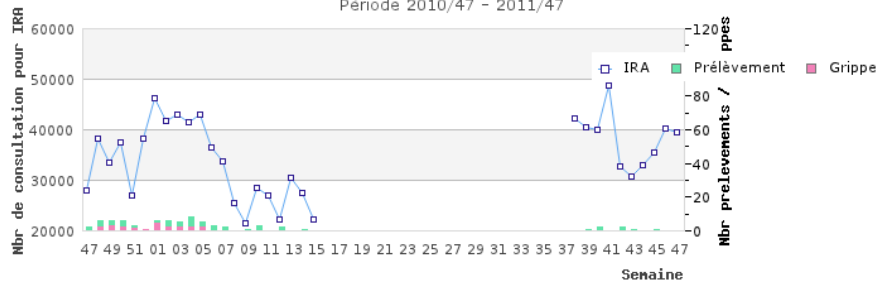 Période 2010/47 - 2011/47
Nbr de consultation pour IRA
60000
50000
40000
30000
20000
120
80
60
40
20
0
Nbr prelevements / ppes
IRA Prélèvement Grippe
47 49 51 01 03 05 07 09 11 13 15 17 19 21 23 25 27 29 31 33 35 37 39 41 43 45 47
Semaine